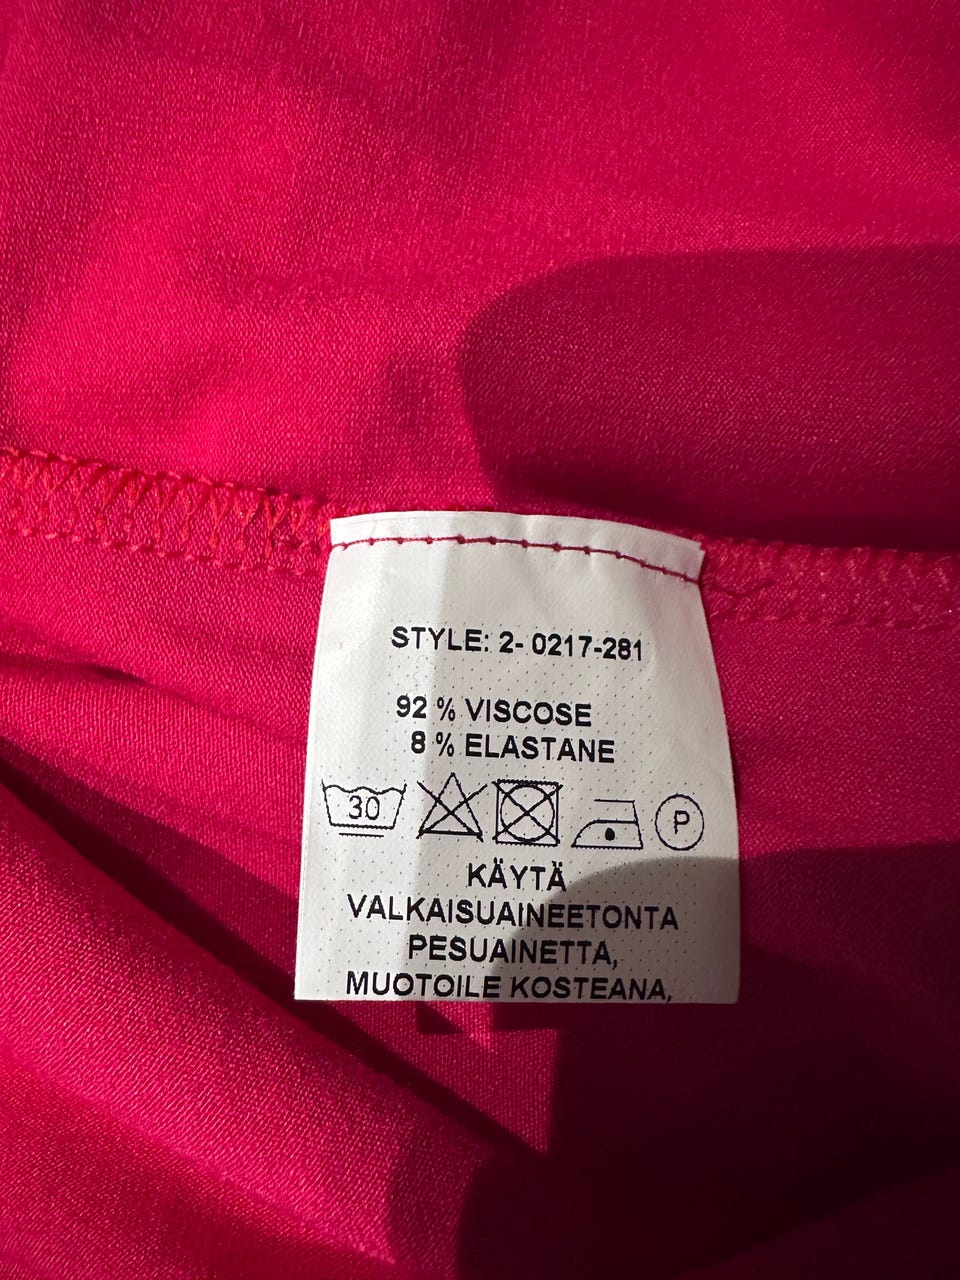 STYLE: 2- 0217-281
92 % VISCOSE
8 % ELASTANE
30 P
KÄYTÄ
VALKAISUAINEETONTA
PESUAINETTA,
MUOTOILE KOSTEANA,